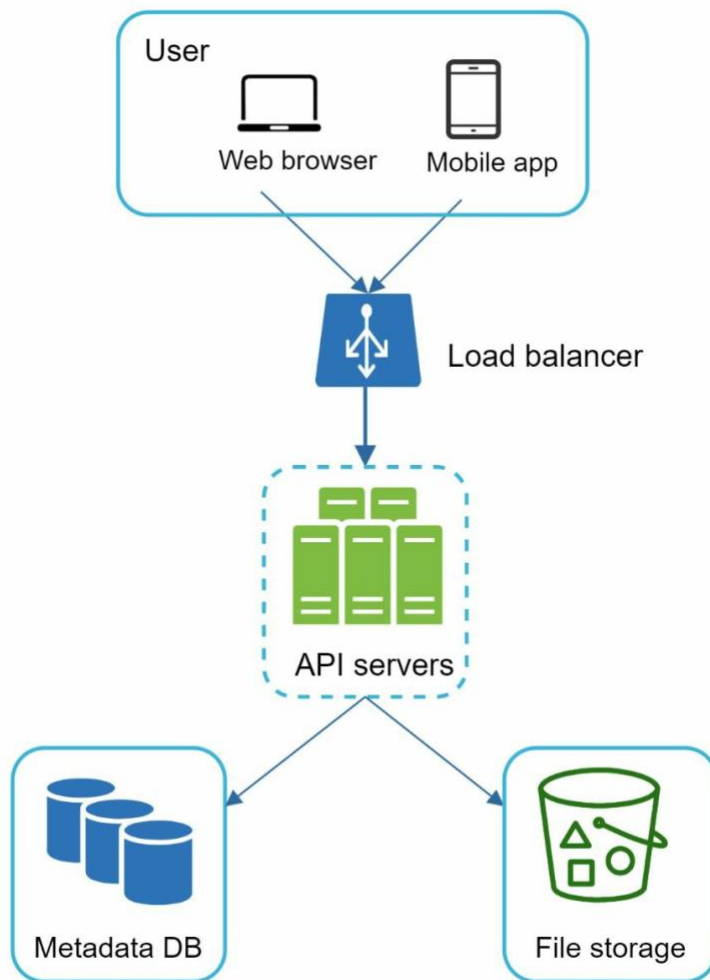 User
Web browser
Mobile app
Load balancer
API servers
Metadata DB
File storage